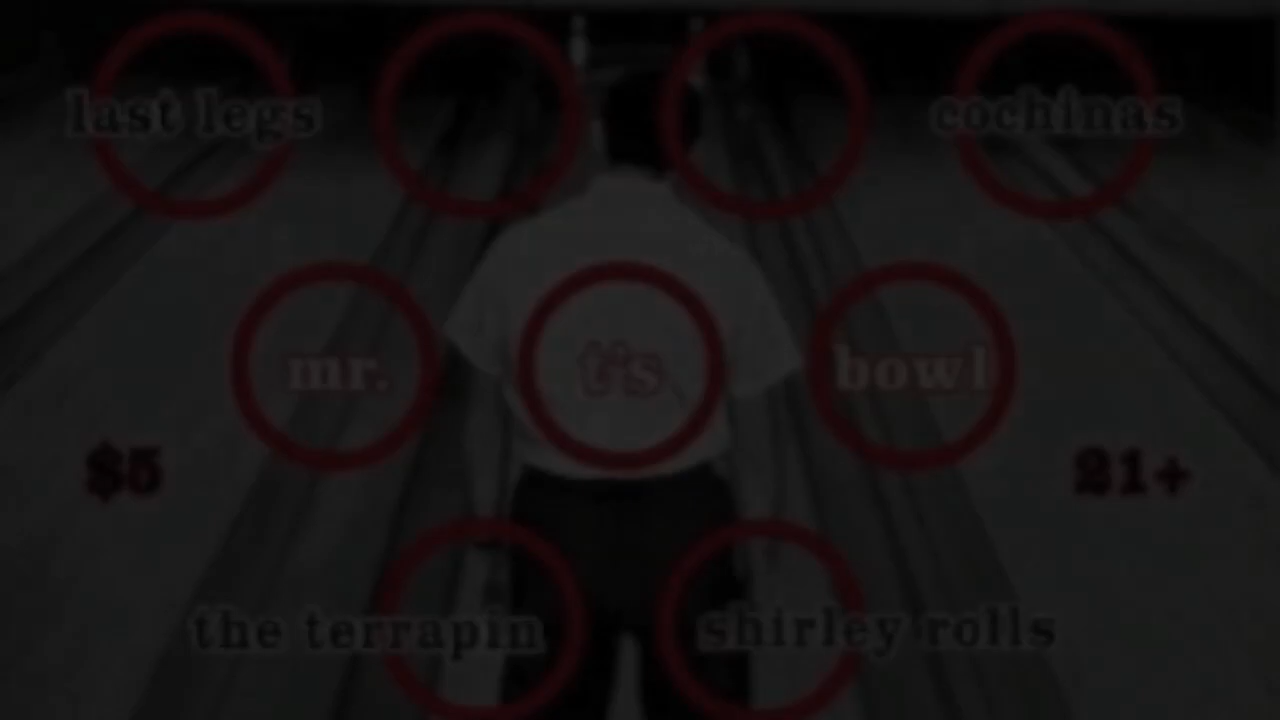 last legs cochinas
mr. t's bowl
$5 21+
the terrapin shirley rolls